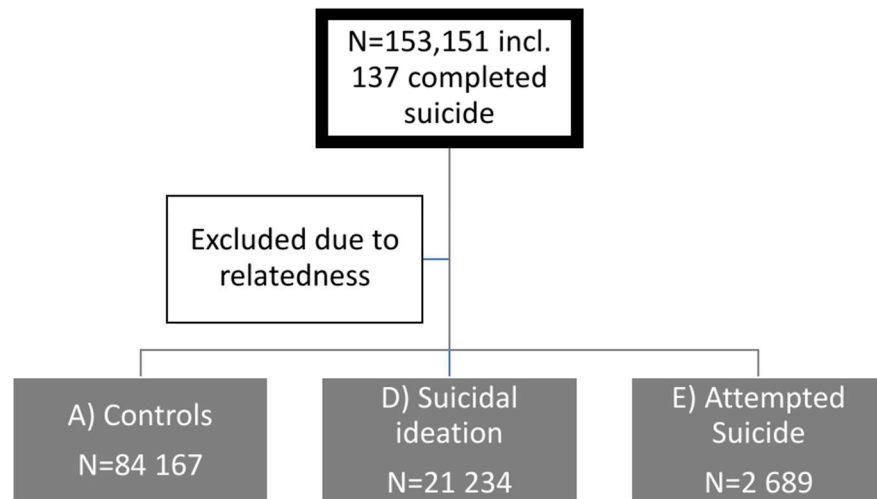 N=153,151 incl.
137 completed
suicide
Excluded due to
relatedness
A) Controls
N=84 167
D) Suicidal
ideation
N=21 234
E) Attempted
Suicide
N=2 689